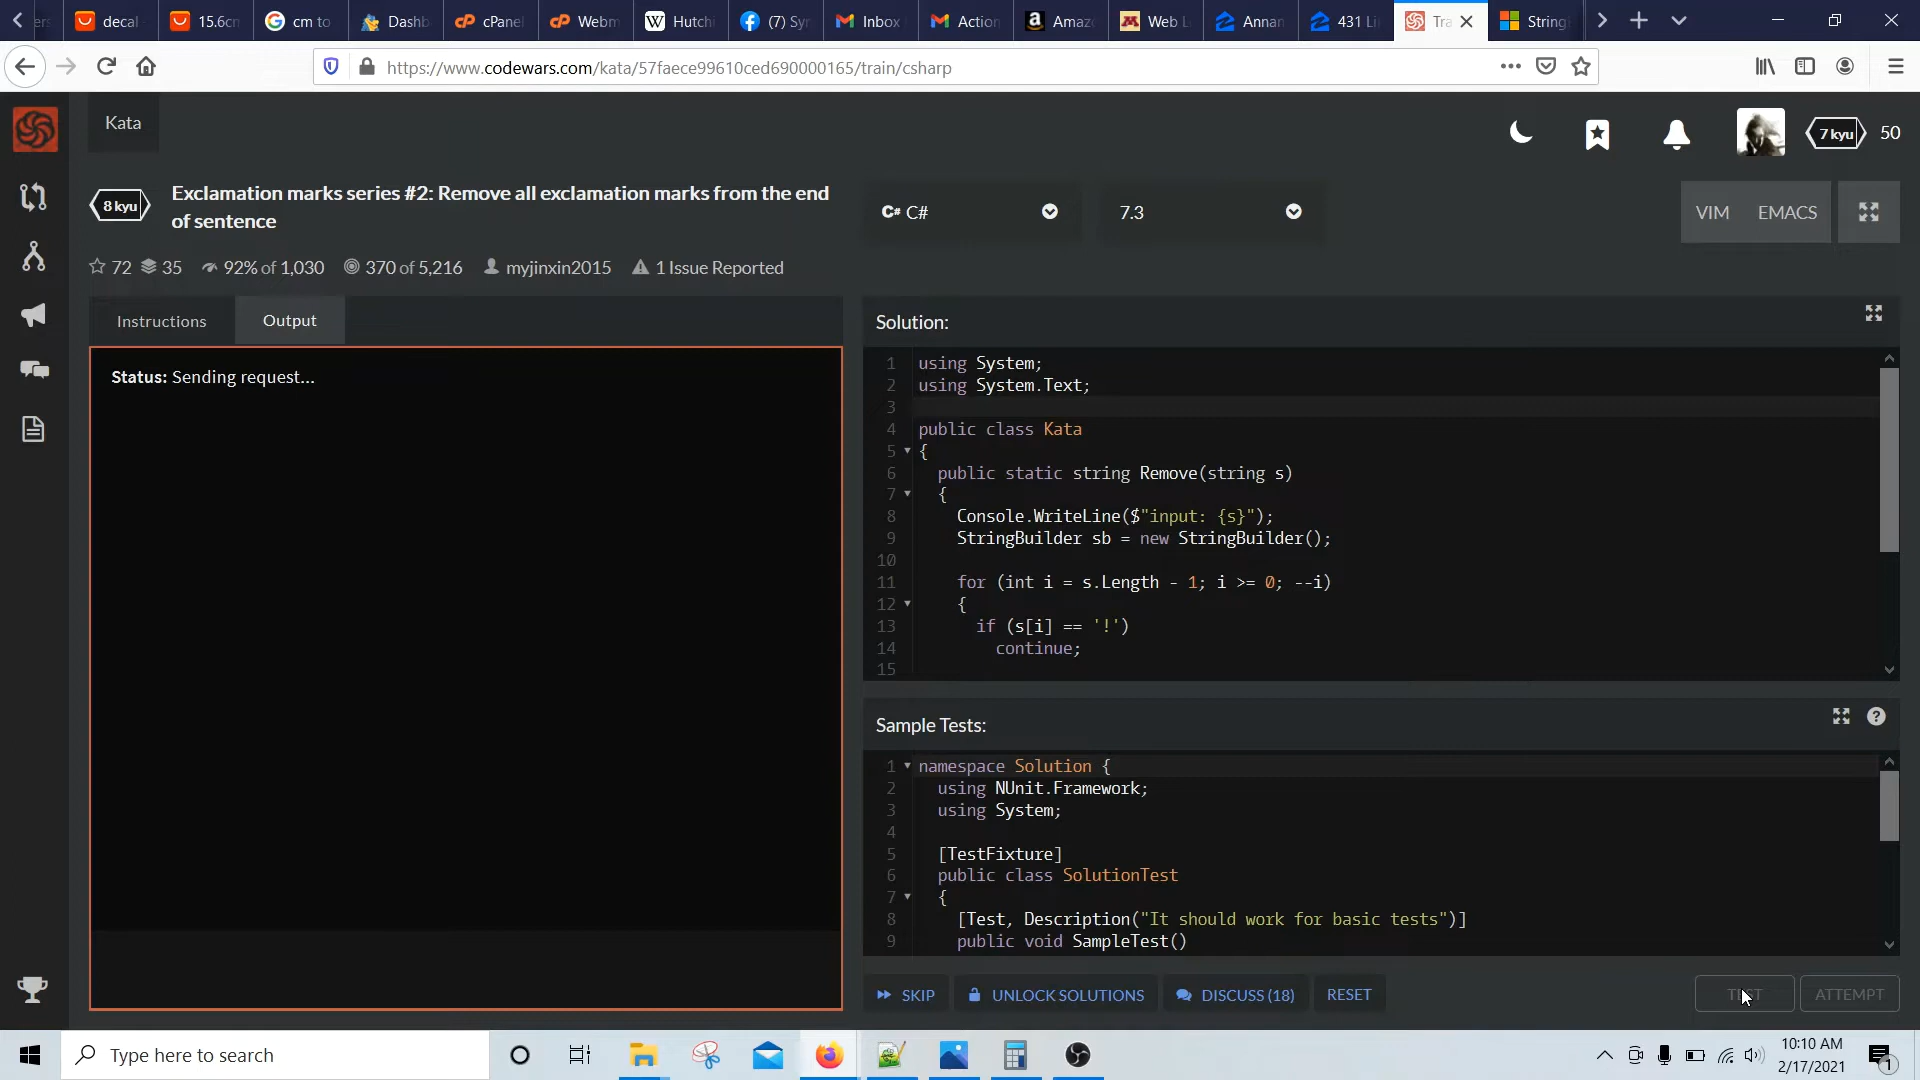 decal
15.6cm
cm to
Dashb
cPanel
Webm
Hutch
(7) Syn
Inbox
Action
Amaz
Web L
Annan
431 Li
Tra
String
https://www.codewars.com/kata/57faece99610ced690000165/train/csharp
Kata
7 kyu
50
8 kyu
Exclamation marks series #2: Remove all exclamation marks from the end
of sentence
C# C#
7.3
VIM
EMACS
72
35
92% of 1,030
370 of 5,216
myjinxin2015
1 Issue Reported
Instructions
Output
Status: Sending request...
Solution:
1 using System;
2 using System.Text;
3
4 public class Kata
5 {
6 public static string Remove(string s)
7 {
8 Console.WriteLine($"input: {s}");
9 StringBuilder sb = new StringBuilder();
10
11 for (int i = s.Length - 1; i >= 0; --i)
12 {
13 if (s[i] == '!')
14 continue;
15
Sample Tests:
?
1 namespace Solution {
2 using NUnit.Framework;
3 using System;
4
5 [TestFixture]
6 public class SolutionTest
7 {
8 [Test, Description("It should work for basic tests")]
9 public void SampleTest()
SKIP
UNLOCK SOLUTIONS
DISCUSS (18)
RESET
TEST
ATTEMPT
Type here to search
10:10 AM
2/17/2021
1